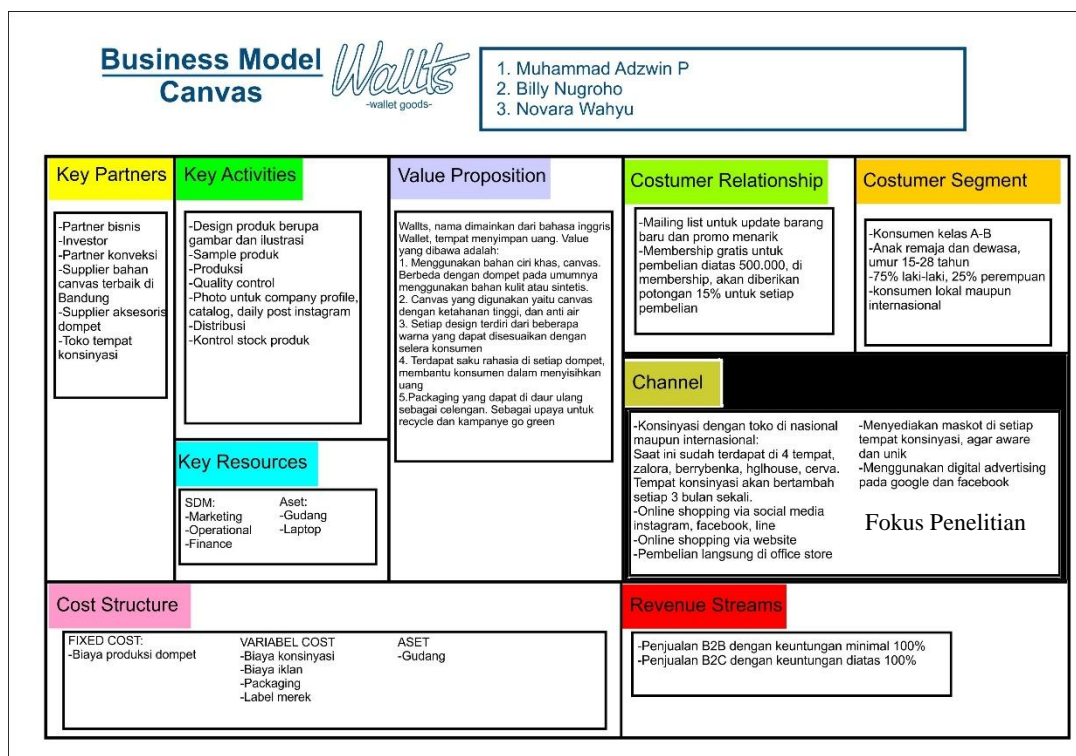 Business Model
Canvas
Wallts
-wallet goods-
1. Muhammad Adzwin P
2. Billy Nugroho
3. Novara Wahyu
Key Partners
-Partner bisnis
-Investor
-Partner konveksi
-Supplier bahan
canvas terbaik di
Bandung
-Supplier aksesoris
dompet
-Toko tempat
konsinyasi
Key Activities
-Design produk berupa
gambar dan ilustrasi
-Sample produk
-Produksi
-Quality control
-Photo untuk company profile,
catalog, daily post instagram
-Distribusi
-Kontrol stock produk
Key Resources
SDM:
-Marketing
-Operational
-Finance
Aset:
-Gudang
-Laptop
Value Proposition
Wallts, nama dimainkan dari bahasa inggris
Wallet, tempat menyimpan uang. Value
yang dibawa adalah:
1. Menggunakan bahan ciri khas, canvas.
Berbeda dengan dompet pada umumnya
menggunakan bahan kulit atau sintetis.
2. Canvas yang digunakan yaitu canvas
dengan ketahanan tinggi, dan anti air
3. Setiap design terdiri dari beberapa
warna yang dapat disesuaikan dengan
selera konsumen
4. Terdapat saku rahasia di setiap dompet,
membantu konsumen dalam menyisihkan
uang
5.Packaging yang dapat di daur ulang
sebagai celengan. Sebagai upaya untuk
recycle dan kampanye go green
Costumer Relationship
-Mailing list untuk update barang
baru dan promo menarik
-Membership gratis untuk
pembelian diatas 500.000, di
membership, akan diberikan
potongan 15% untuk setiap
pembelian
Costumer Segment
-Konsumen kelas A-B
-Anak remaja dan dewasa,
umur 15-28 tahun
-75% laki-laki, 25% perempuan
-konsumen lokal maupun
internasional
Channel
-Konsinyasi dengan toko di nasional
maupun internasional:
Saat ini sudah terdapat di 4 tempat,
zalora, berrybenka, hglhouse, cerva.
Tempat konsinyasi akan bertambah
setiap 3 bulan sekali.
-Online shopping via social media
instagram, facebook, line
-Online shopping via website
-Pembelian langsung di office store
-Menyediakan maskot di setiap
tempat konsinyasi, agar aware
dan unik
-Menggunakan digital advertising
pada google dan facebook
Fokus Penelitian
Cost Structure
FIXED COST:
-Biaya produksi dompet
VARIABEL COST
-Biaya konsinyasi
-Biaya iklan
-Packaging
-Label merek
ASET
-Gudang
Revenue Streams
-Penjualan B2B dengan keuntungan minimal 100%
-Penjualan B2C dengan keuntungan diatas 100%